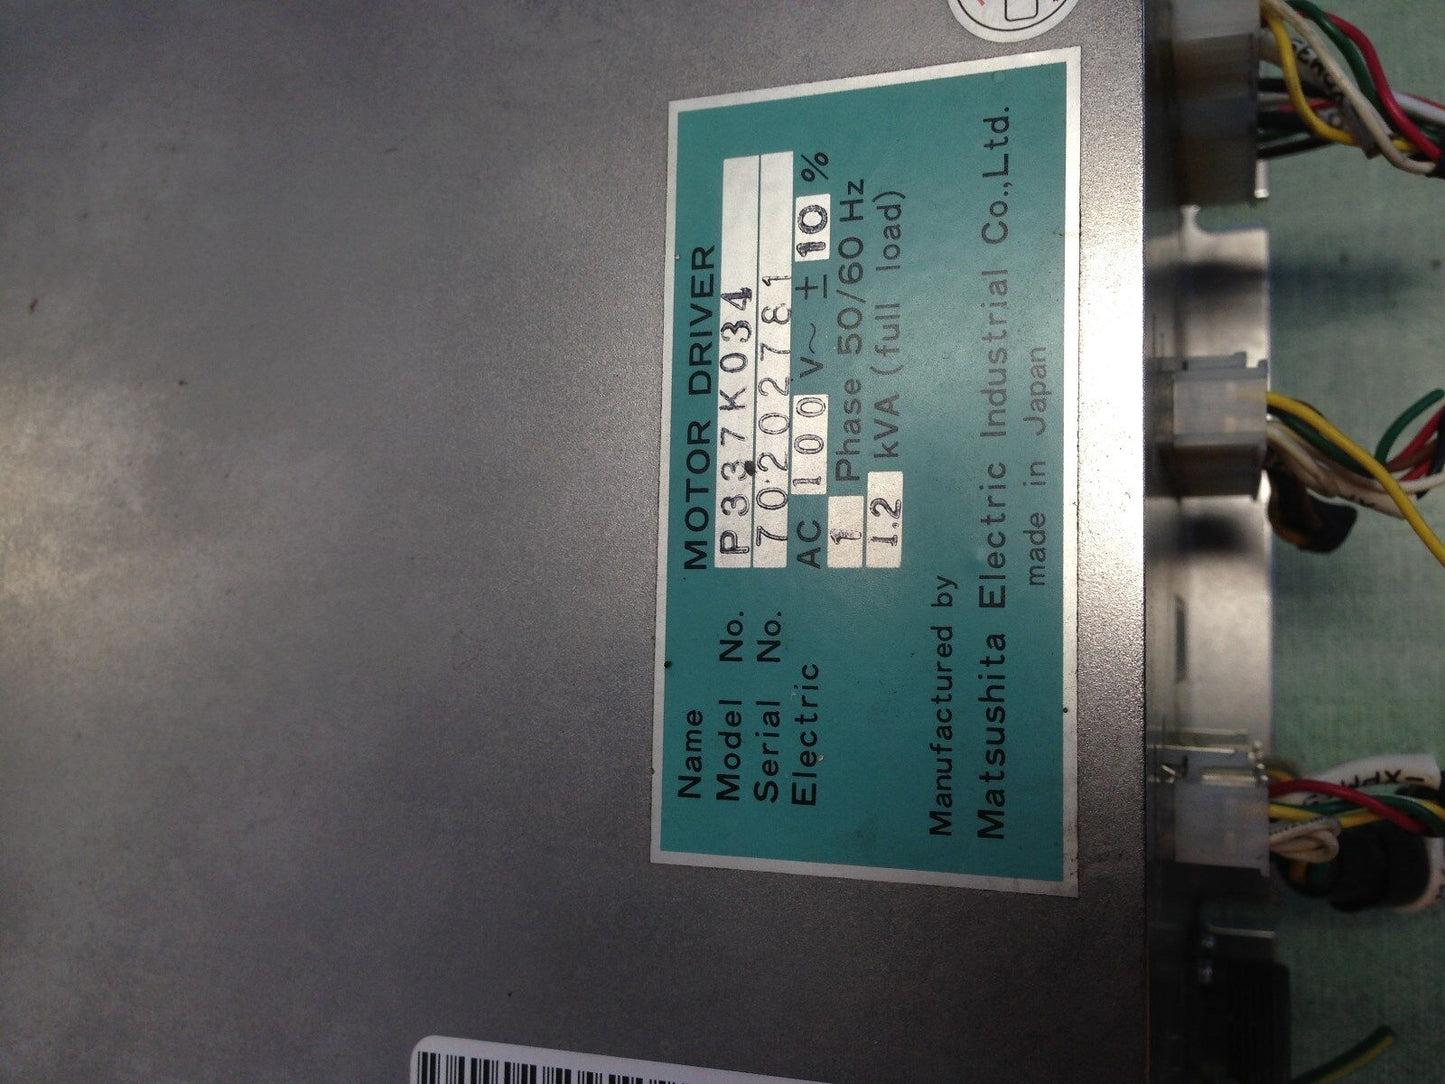 Name MOTOR DRIVER
Model No. P337K034
Serial No. 70202781
Electric AC 100 V~ ±10 %
1 Phase 50/60 Hz
1.2 kVA (full load)
Manufactured by
Matsushita Electric Industrial Co.,Ltd.
made in Japan